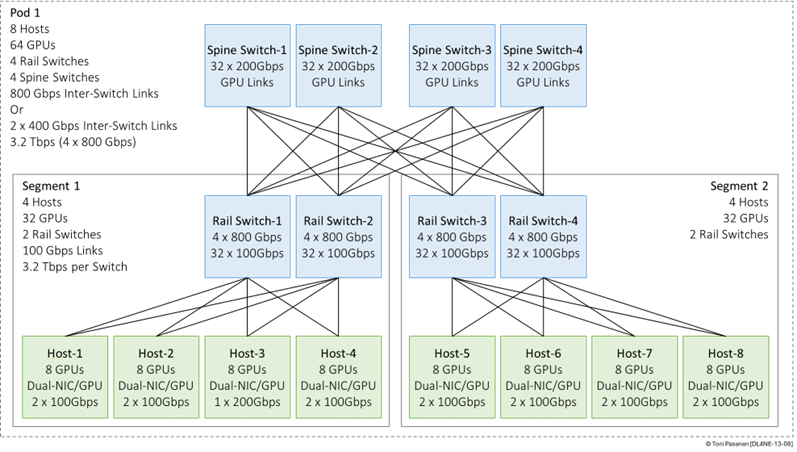 Pod 1
8 Hosts
64 GPUs
4 Rail Switches
4 Spine Switches
800 Gbps Inter-Switch Links
Or
2 x 400 Gbps Inter-Switch Links
3.2 Tbps (4 x 800 Gbps)
Spine Switch-1
32 x 200Gbps
GPU Links
Spine Switch-2
32 x 200Gbps
GPU Links
Spine Switch-3
32 x 200Gbps
GPU Links
Spine Switch-4
32 x 200Gbps
GPU Links
Segment 1
4 Hosts
32 GPUs
2 Rail Switches
100 Gbps Links
3.2 Tbps per Switch
Rail Switch-1
4 x 800 Gbps
32 x 100Gbps
Rail Switch-2
4 x 800 Gbps
32 x 100Gbps
Rail Switch-3
4 x 800 Gbps
32 x 100Gbps
Rail Switch-4
4 x 800 Gbps
32 x 100Gbps
Segment 2
4 Hosts
32 GPUs
2 Rail Switches
Host-1
8 GPUs
Dual-NIC/GPU
2 x 100Gbps
Host-2
8 GPUs
Dual-NIC/GPU
2 x 100Gbps
Host-3
8 GPUs
Dual-NIC/GPU
1 x 200Gbps
Host-4
8 GPUs
Dual-NIC/GPU
2 x 100Gbps
Host-5
8 GPUs
Dual-NIC/GPU
2 x 100Gbps
Host-6
8 GPUs
Dual-NIC/GPU
2 x 100Gbps
Host-7
8 GPUs
Dual-NIC/GPU
2 x 100Gbps
Host-8
8 GPUs
Dual-NIC/GPU
2 x 100Gbps
© Toni Pasanen [DL4NE-13-08]